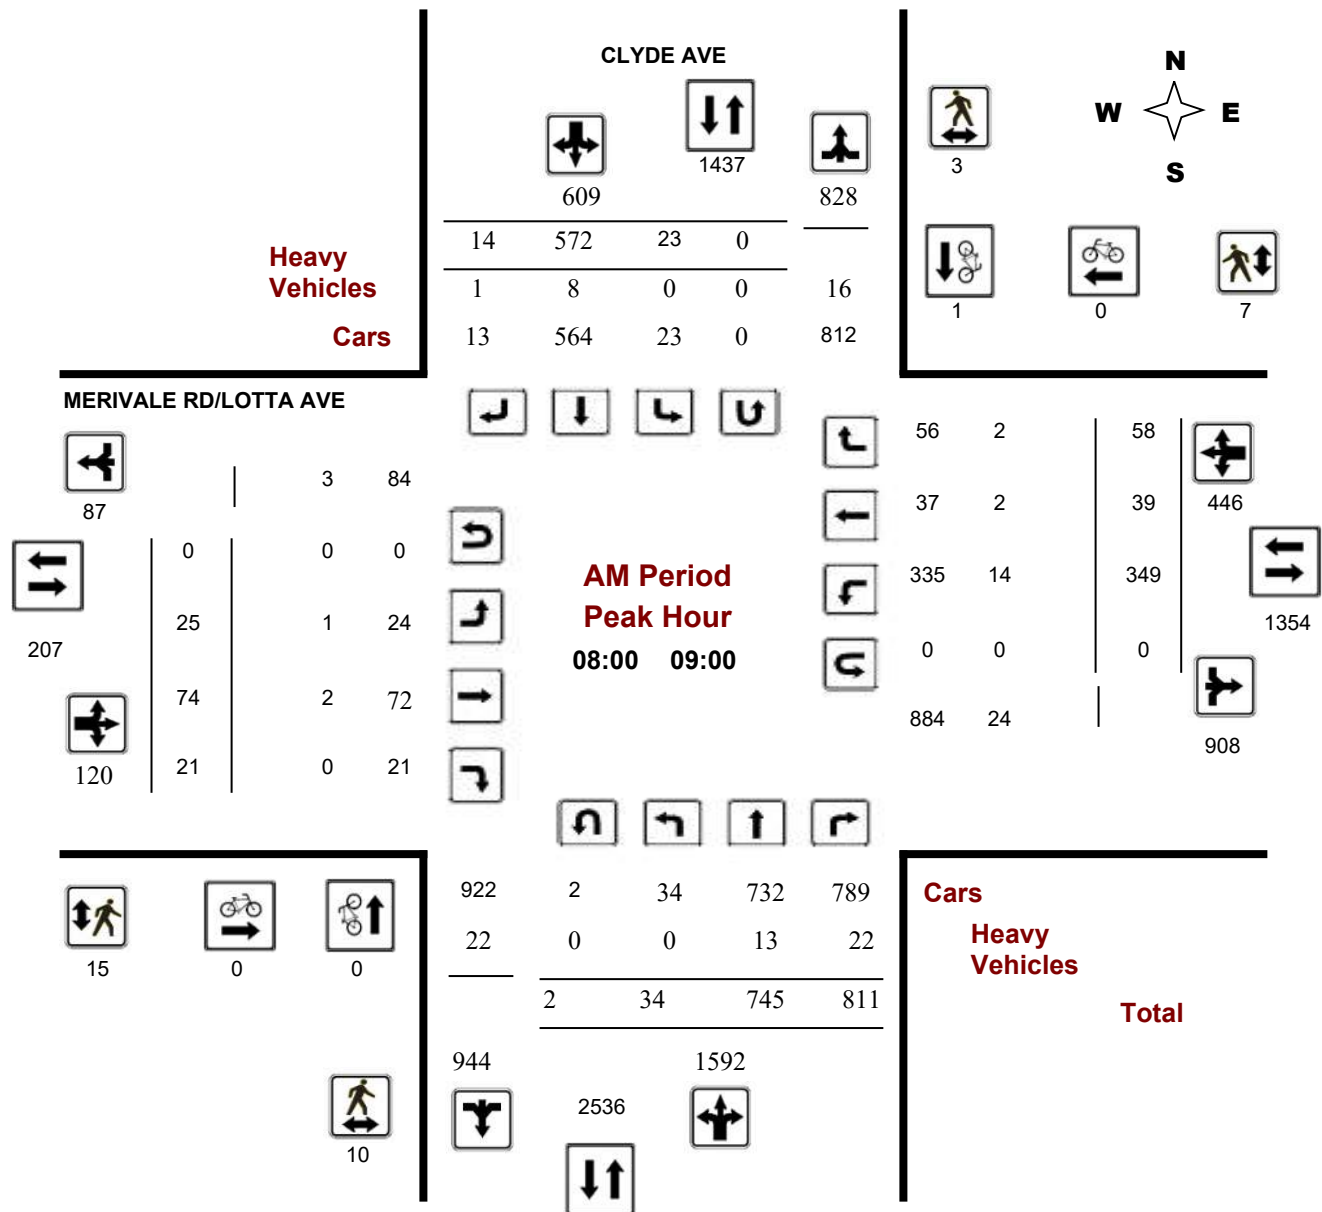 CLYDE AVE
N
W E
S
1437
3
609 828
14 572 23 0
Heavy
Vehicles
1 8 0 0 16
Cars
13 564 23 0 812
1 0 7
MERIVALE RD/LOTTA AVE
56 2 58
3 84
87
37 2 39 446
0 0 0
AM Period
Peak Hour
08:00 09:00
335 14 349
25 1 24
1354
207
0 0 0
74 2 72
884 24
908
120
21 0 21
922 2 34 732 789
Cars
22 0 0 13 22
Heavy
Vehicles
15 0 0
2 34 745 811
Total
944 1592
2536
10